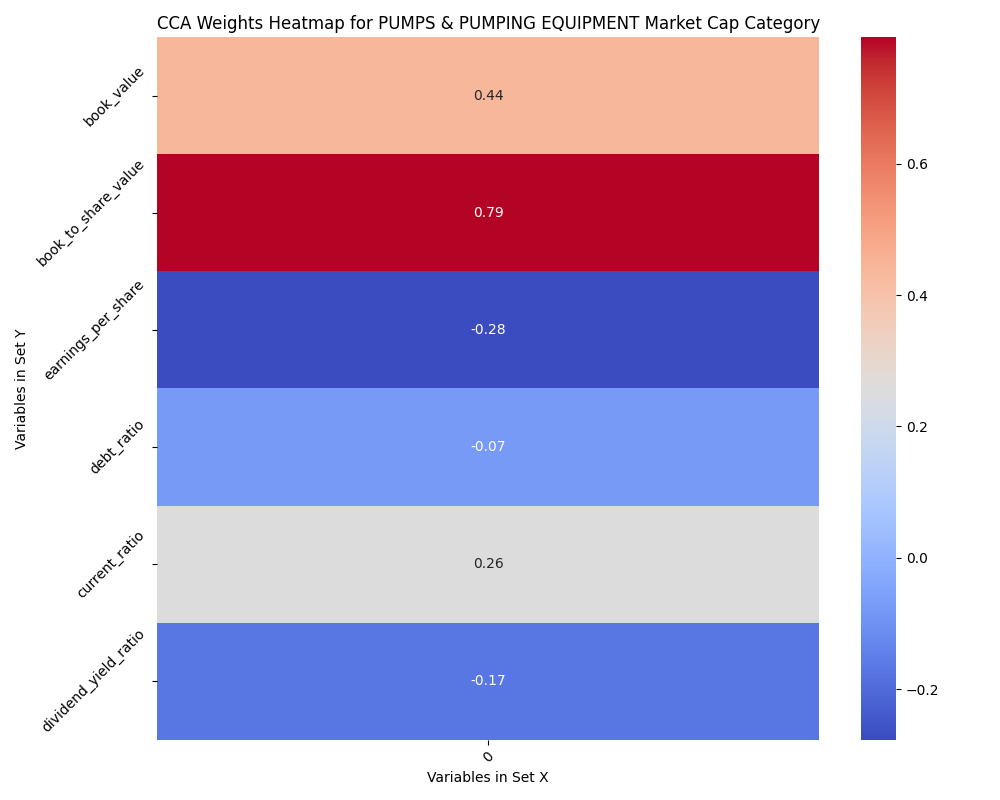 CCA Weights Heatmap for PUMPS & PUMPING EQUIPMENT Market Cap Category
Variables in Set Y
book_value
0.44
book_to_share_value
0.79
earnings_per_share
-0.28
debt_ratio
-0.07
current_ratio
0.26
dividend_yield_ratio
-0.17
0
Variables in Set X
0.6
0.4
0.2
0.0
−0.2